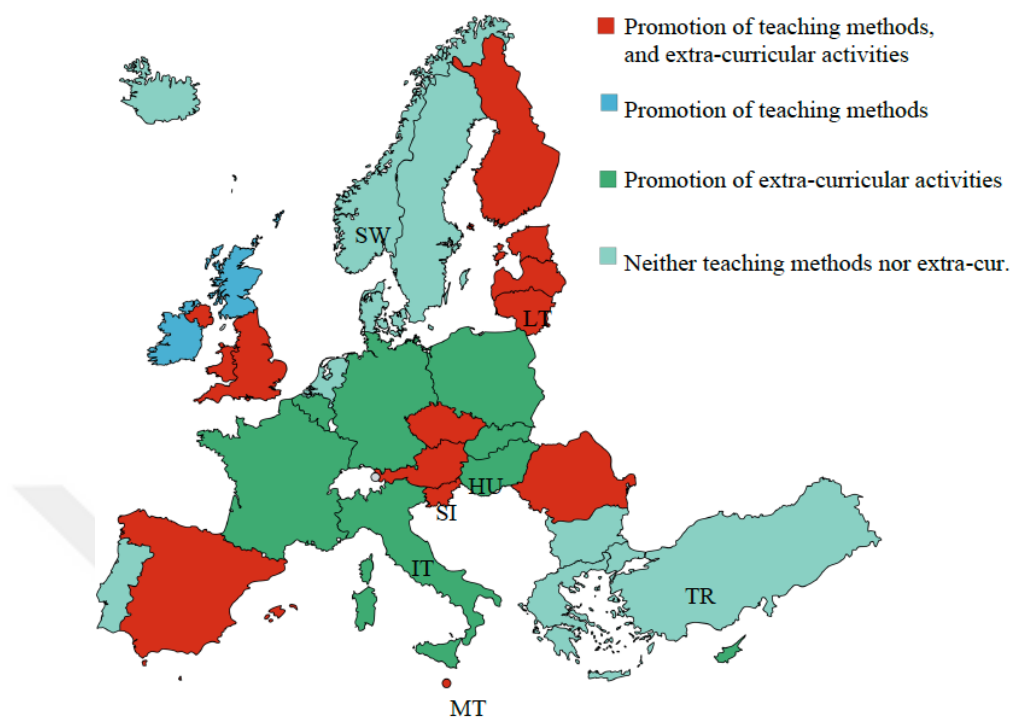 Promotion of teaching methods,
and extra-curricular activities
Promotion of teaching methods
Promotion of extra-curricular activities
SW
Neither teaching methods nor extra-cur.
LT
HU
SI
IT
TR
MT